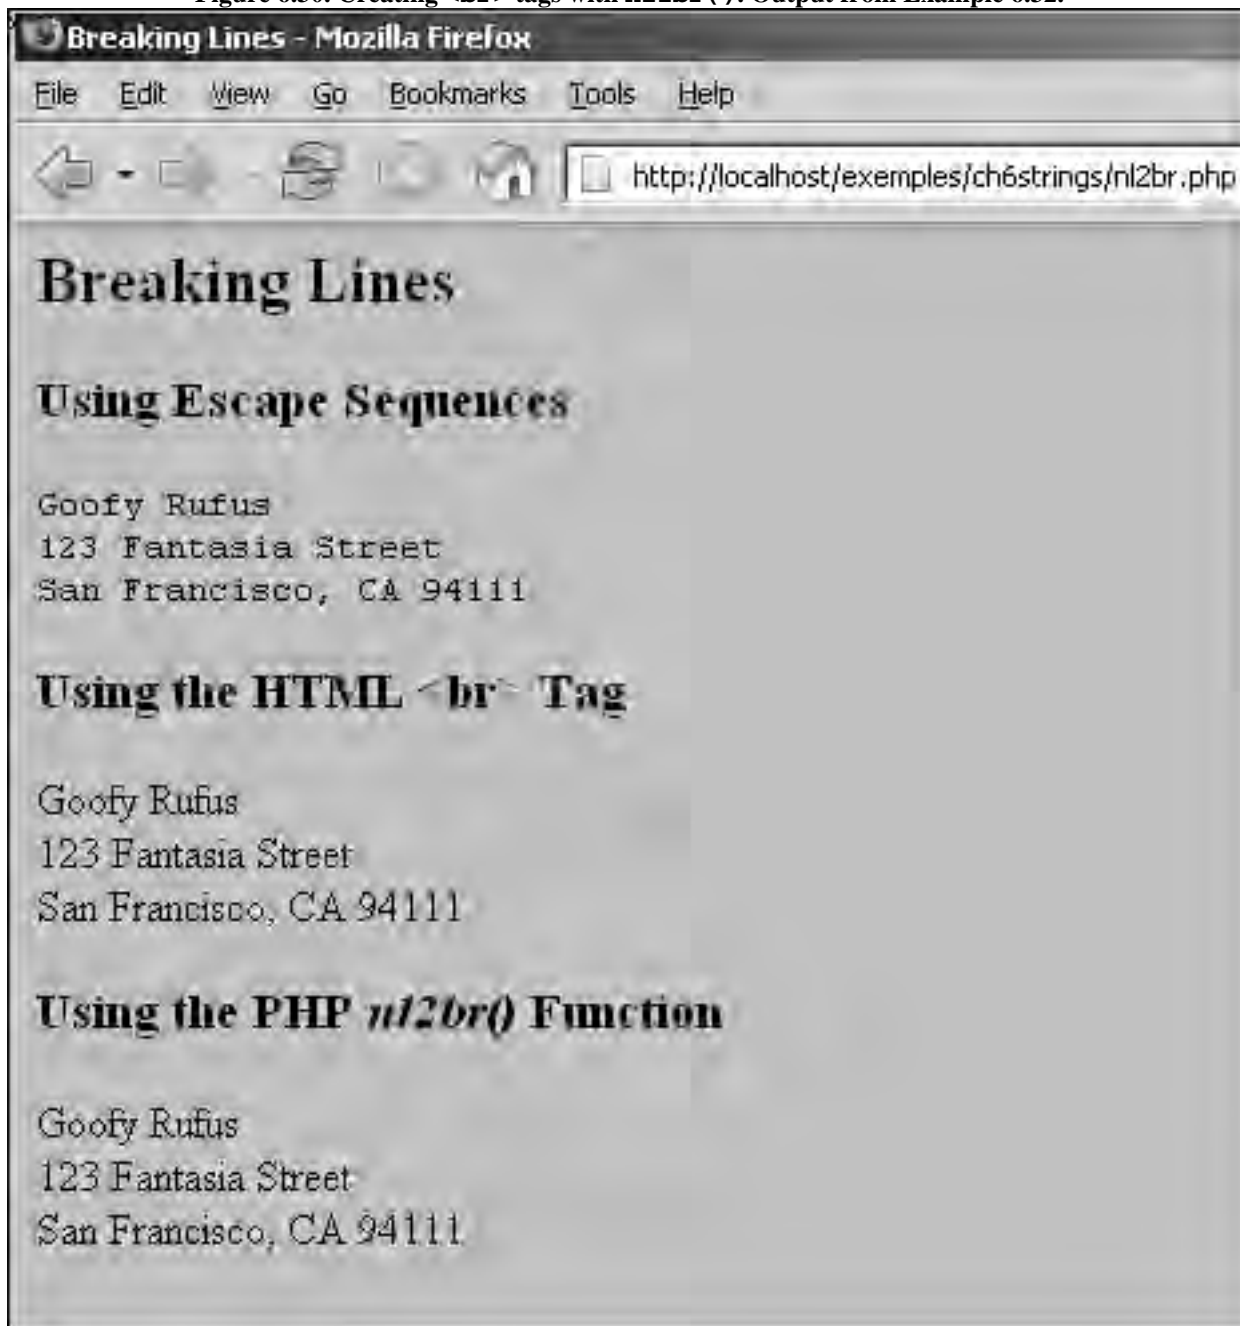 Breaking Lines - Mozilla Firefox
File Edit View Go Bookmarks Tools Help
http://localhost/exemples/ch6strings/nl2br.php
Breaking Lines
Using Escape Sequences
Goofy Rufus
123 Fantasia Street
San Francisco, CA 94111
Using the HTML <br> Tag
Goofy Rufus
123 Fantasia Street
San Francisco, CA 94111
Using the PHP nl2br() Function
Goofy Rufus
123 Fantasia Street
San Francisco, CA 94111